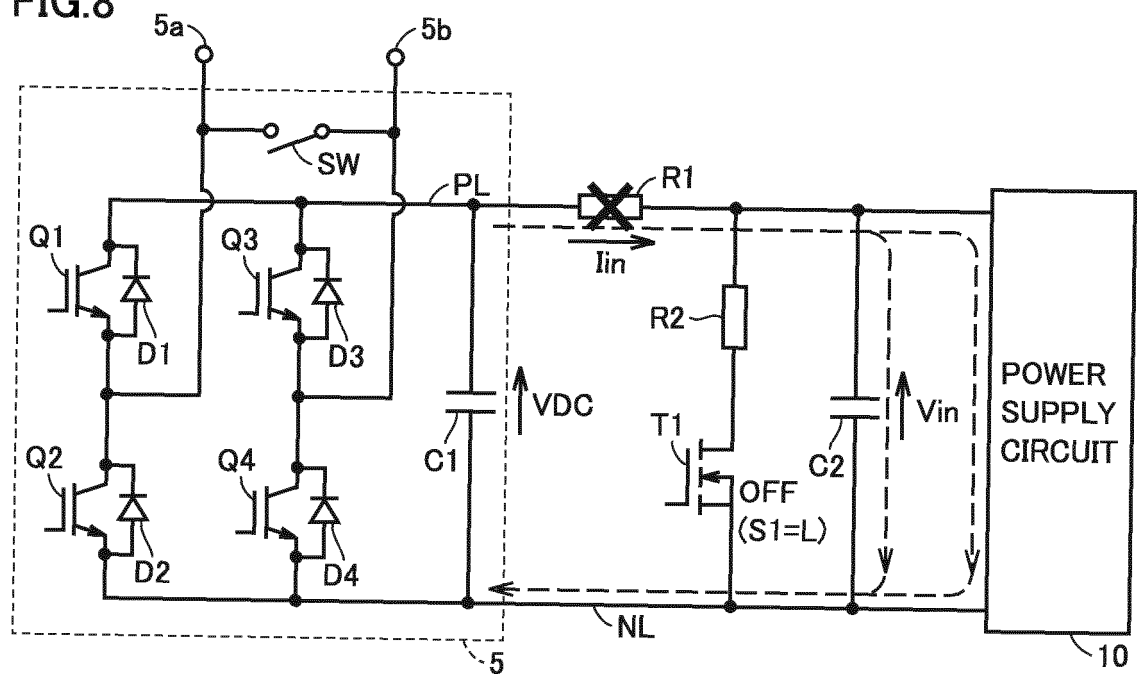 FIG.8
5a
5b
SW
PL
R1
Q1
Q3
Iin
D1
D3
R2
VDC
C1
T1
Vin
C2
POWER
SUPPLY
CIRCUIT
Q2
Q4
OFF
(S1=L)
D2
D4
NL
5
10